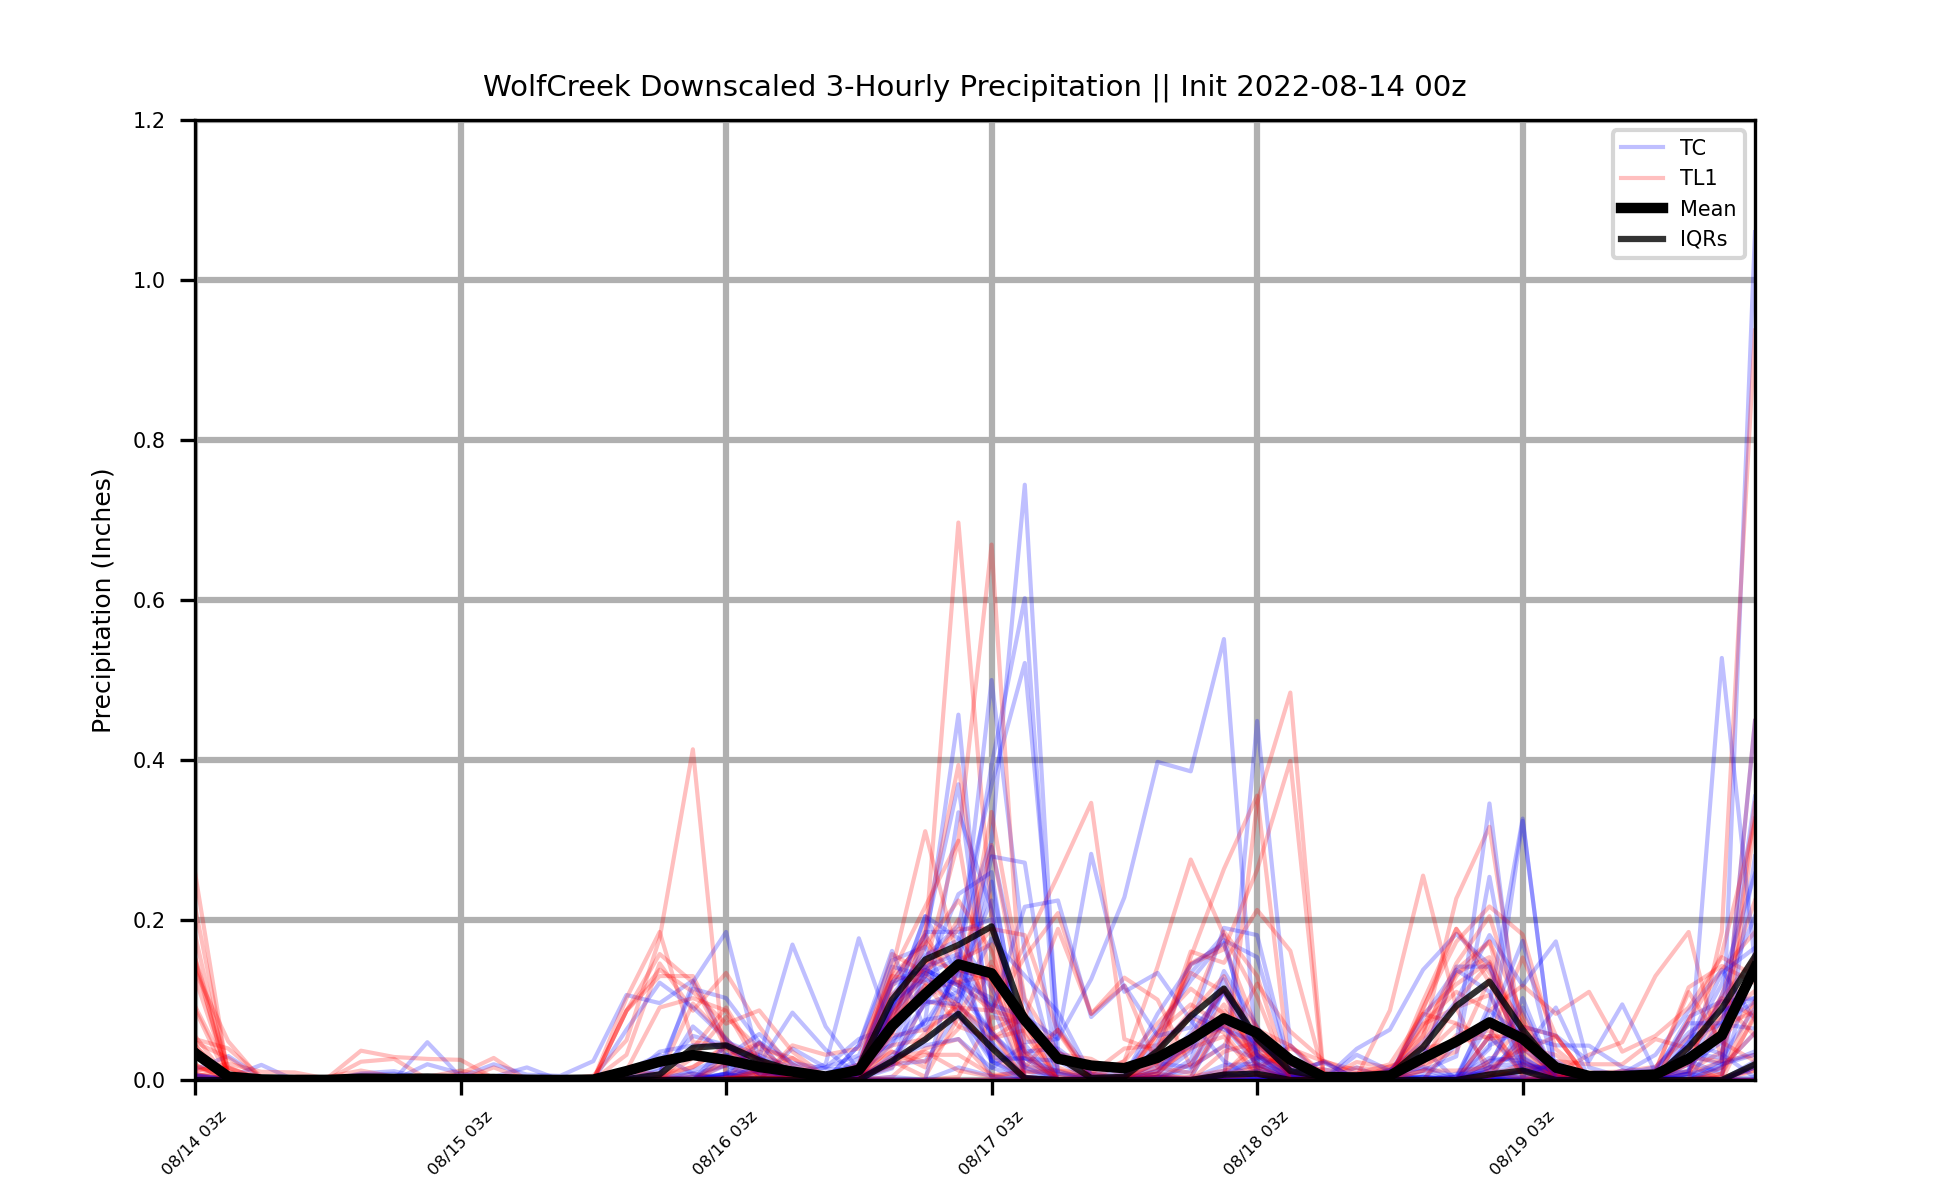 WolfCreek Downscaled 3-Hourly Precipitation || Init 2022-08-14 00z
1.2
1.0
0.8
0.6
0.4
0.2
0.0
Precipitation (Inches)
TC
TL1
Mean
IQRs
08/14 03z
08/15 03z
08/16 03z
08/17 03z
08/18 03z
08/19 03z